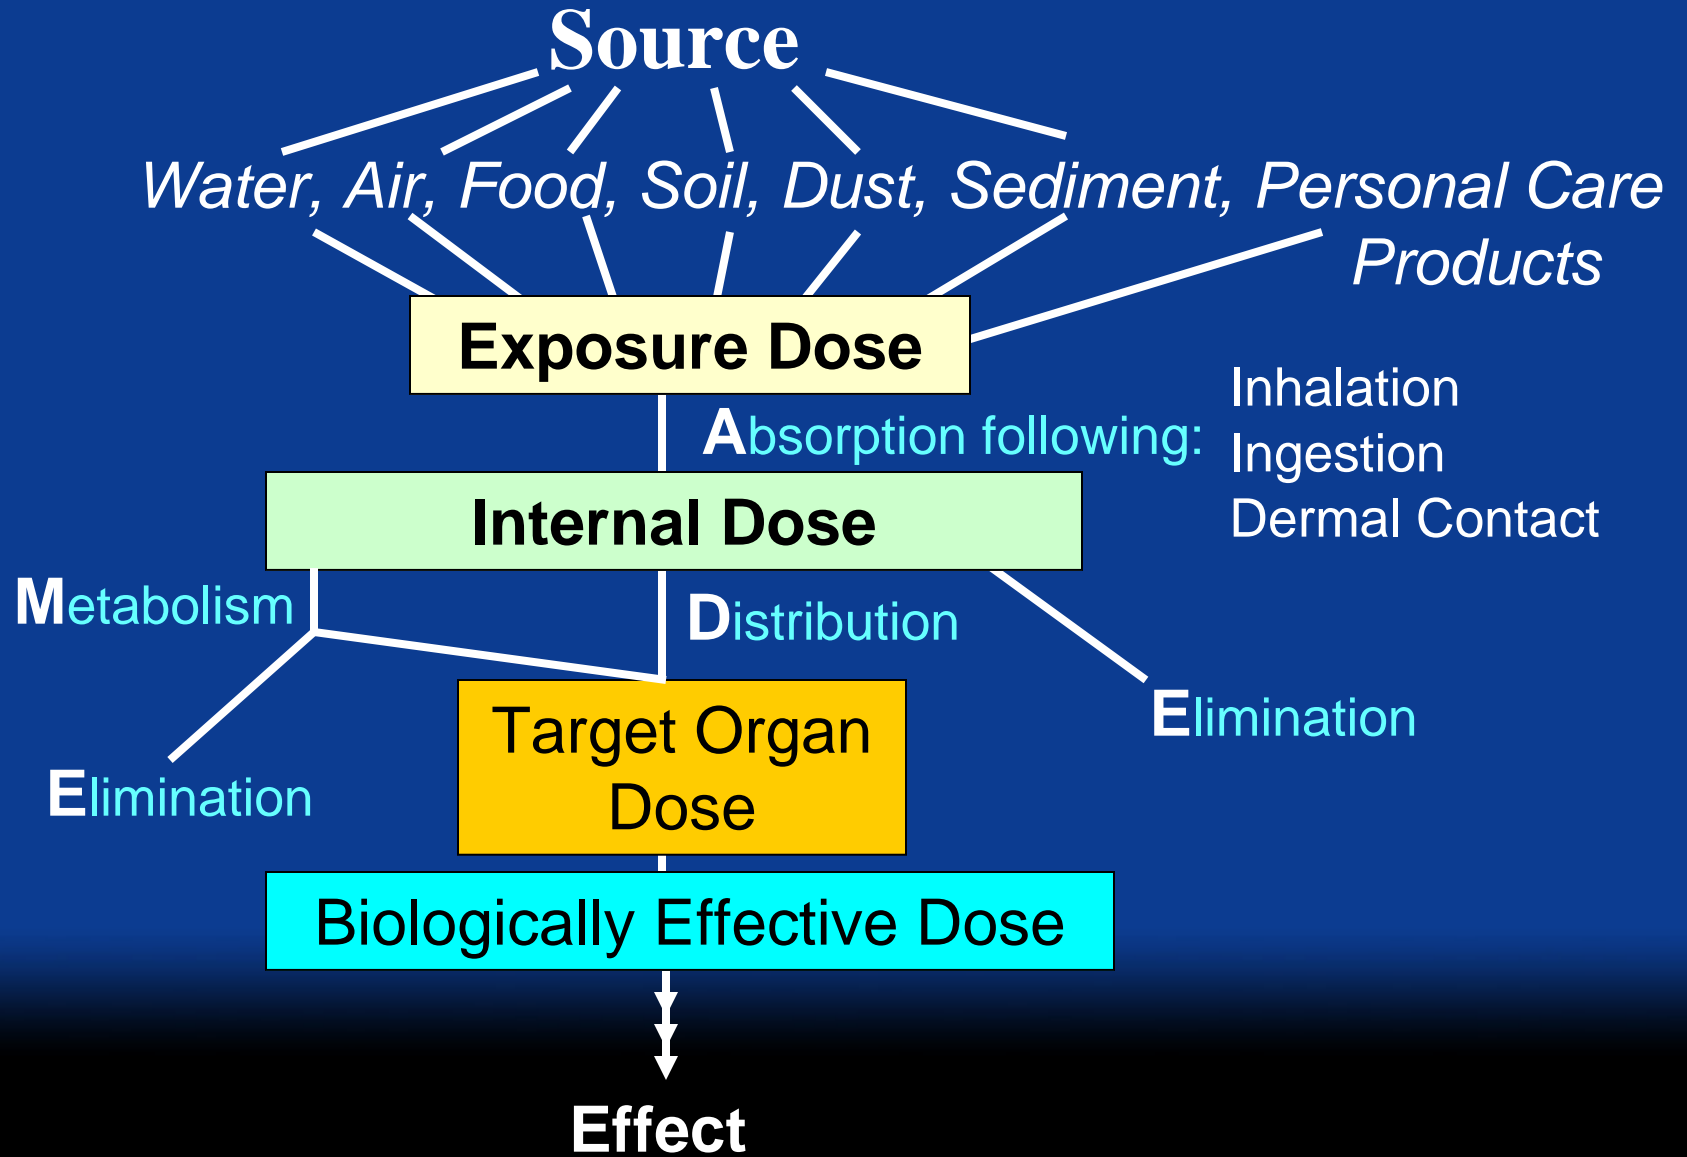 Source
Water, Air, Food, Soil, Dust, Sediment, Personal Care
Products
Exposure Dose
Absorption following:
Inhalation
Ingestion
Dermal Contact
Internal Dose
Metabolism
Distribution
Elimination
Target Organ
Dose
Elimination
Biologically Effective Dose
Effect